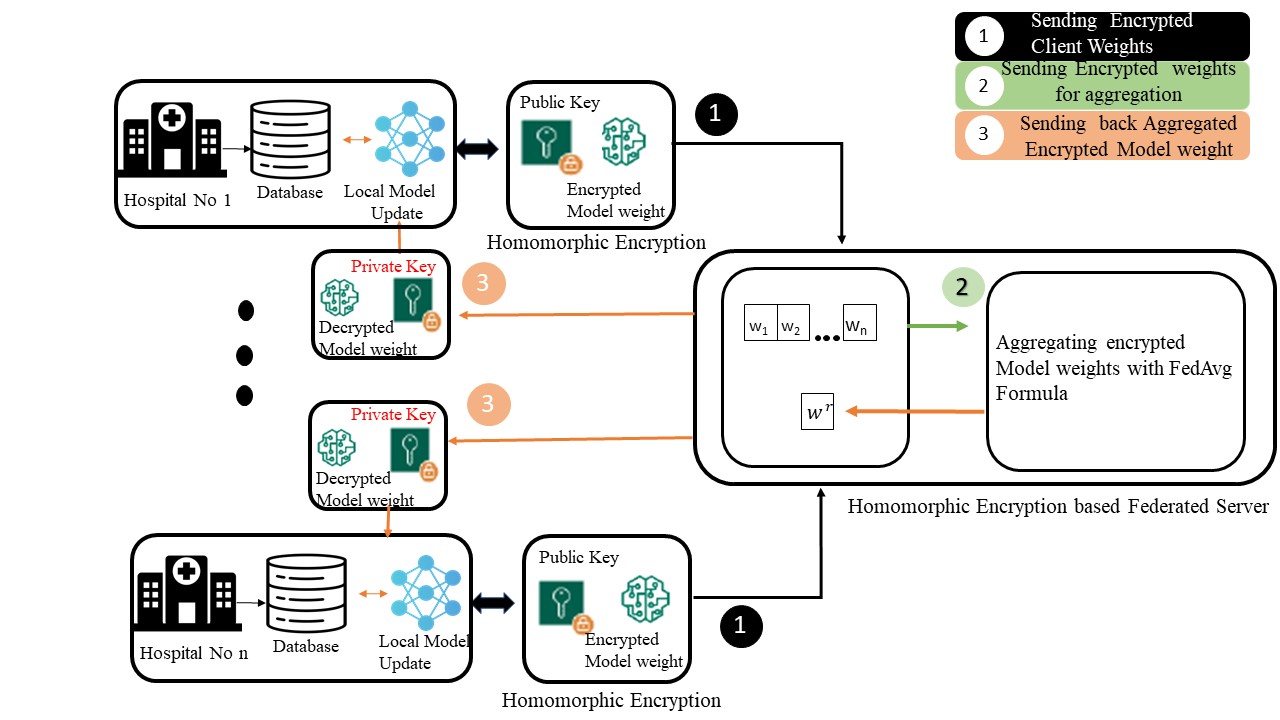 1
Sending Encrypted
Client Weights
2
Sending Encrypted weights
for aggregation
3
Sending back Aggregated
Encrypted Model weight
Hospital No 1
Database
Local Model
Update
Public Key
Encrypted
Model weight
Homomorphic Encryption
1
Private Key
Decrypted
Model weight
3
w1 w2 ... wn
2
Aggregating encrypted
Model weights with FedAvg
Formula
w^r
Private Key
Decrypted
Model weight
3
Homomorphic Encryption based Federated Server
Hospital No n
Database
Local Model
Update
Public Key
Encrypted
Model weight
Homomorphic Encryption
1